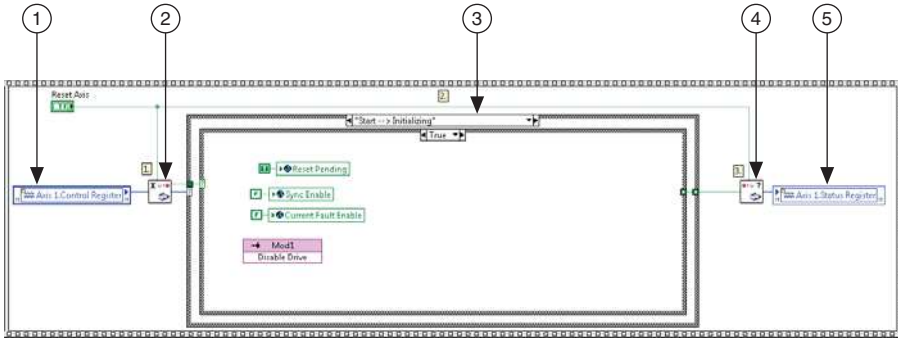 1 2 3 4 5
Reset Axis
TF
2.
"Start --> Initializing"
True
1.
3.
Reset Pending
Axis 1.Control Register
Axis 1.Status Register
F Sync Enable
F Current Fault Enable
Mod1
Disable Drive